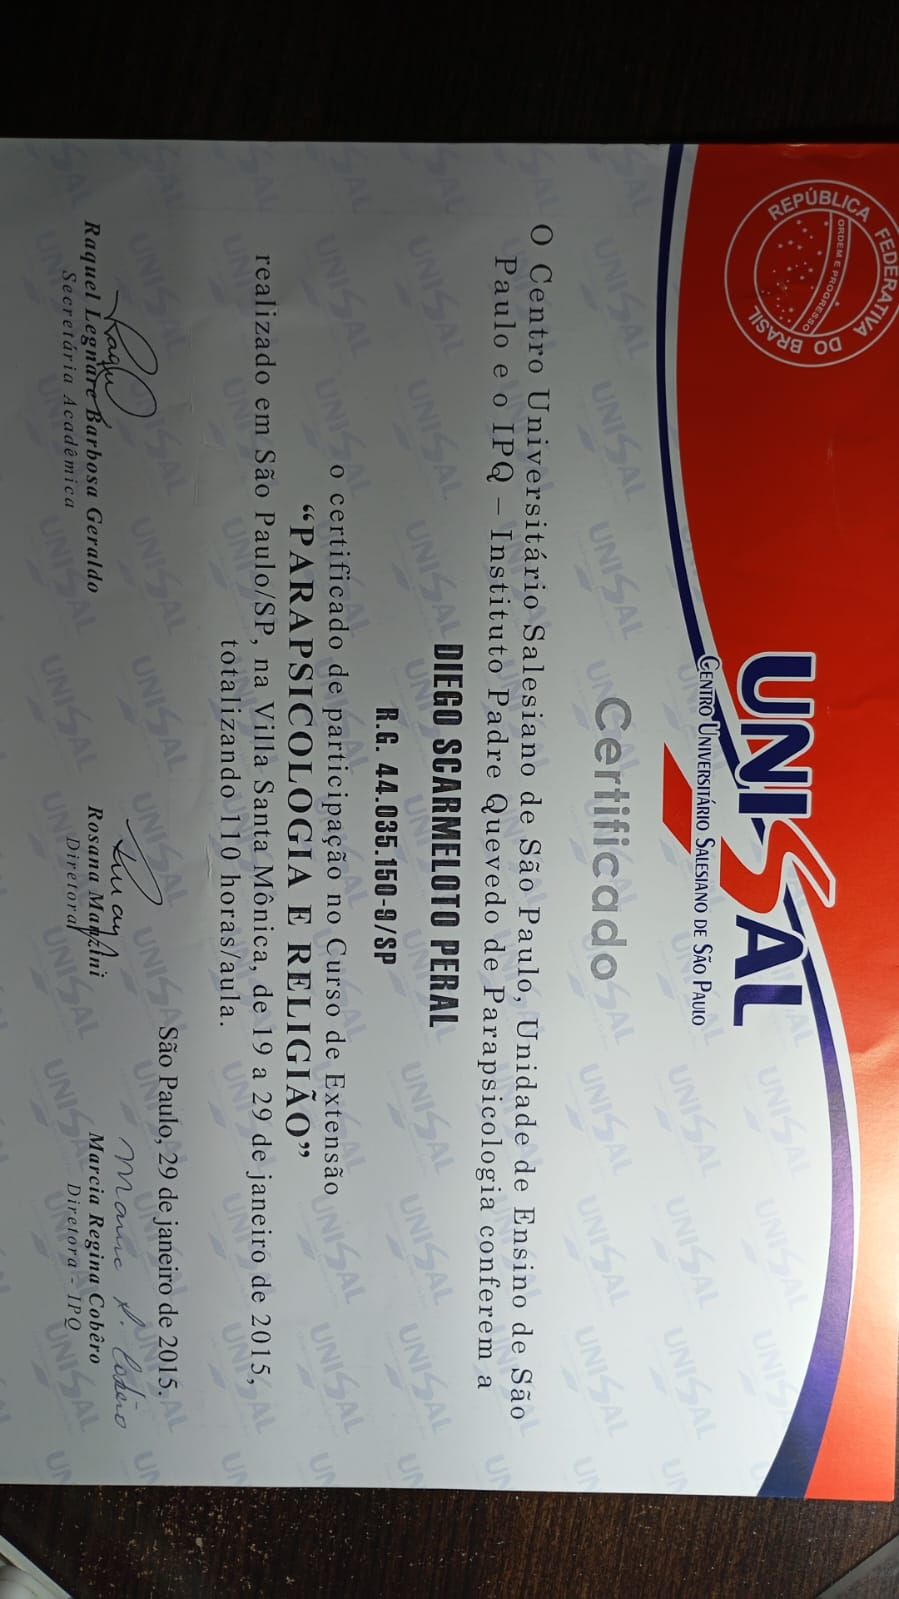 REPÚBLICA FEDERATIVA DO BRASIL
ORDEM E PROGRESSO
UNISAL
CENTRO UNIVERSITÁRIO SALESIANO DE SÃO PAULO
Certificado
O Centro Universitário Salesiano de São Paulo, Unidade de Ensino de São
Paulo e o IPQ – Instituto Padre Quevedo de Parapsicologia conferem a
DIEGO SCARMELOTO PERAL
R.G. 44.035.150-9/SP
o certificado de participação no Curso de Extensão
“PARAPSICOLOGIA E RELIGIÃO”
realizado em São Paulo/SP, na Villa Santa Mônica, de 19 a 29 de janeiro de 2015,
totalizando 110 horas/aula.
São Paulo, 29 de janeiro de 2015.
Raquel Legnare Barbosa Geraldo
Secretária Acadêmica
Rosana Manzini
Diretora
Marcia Regina Cobêro
Diretora - IPQ